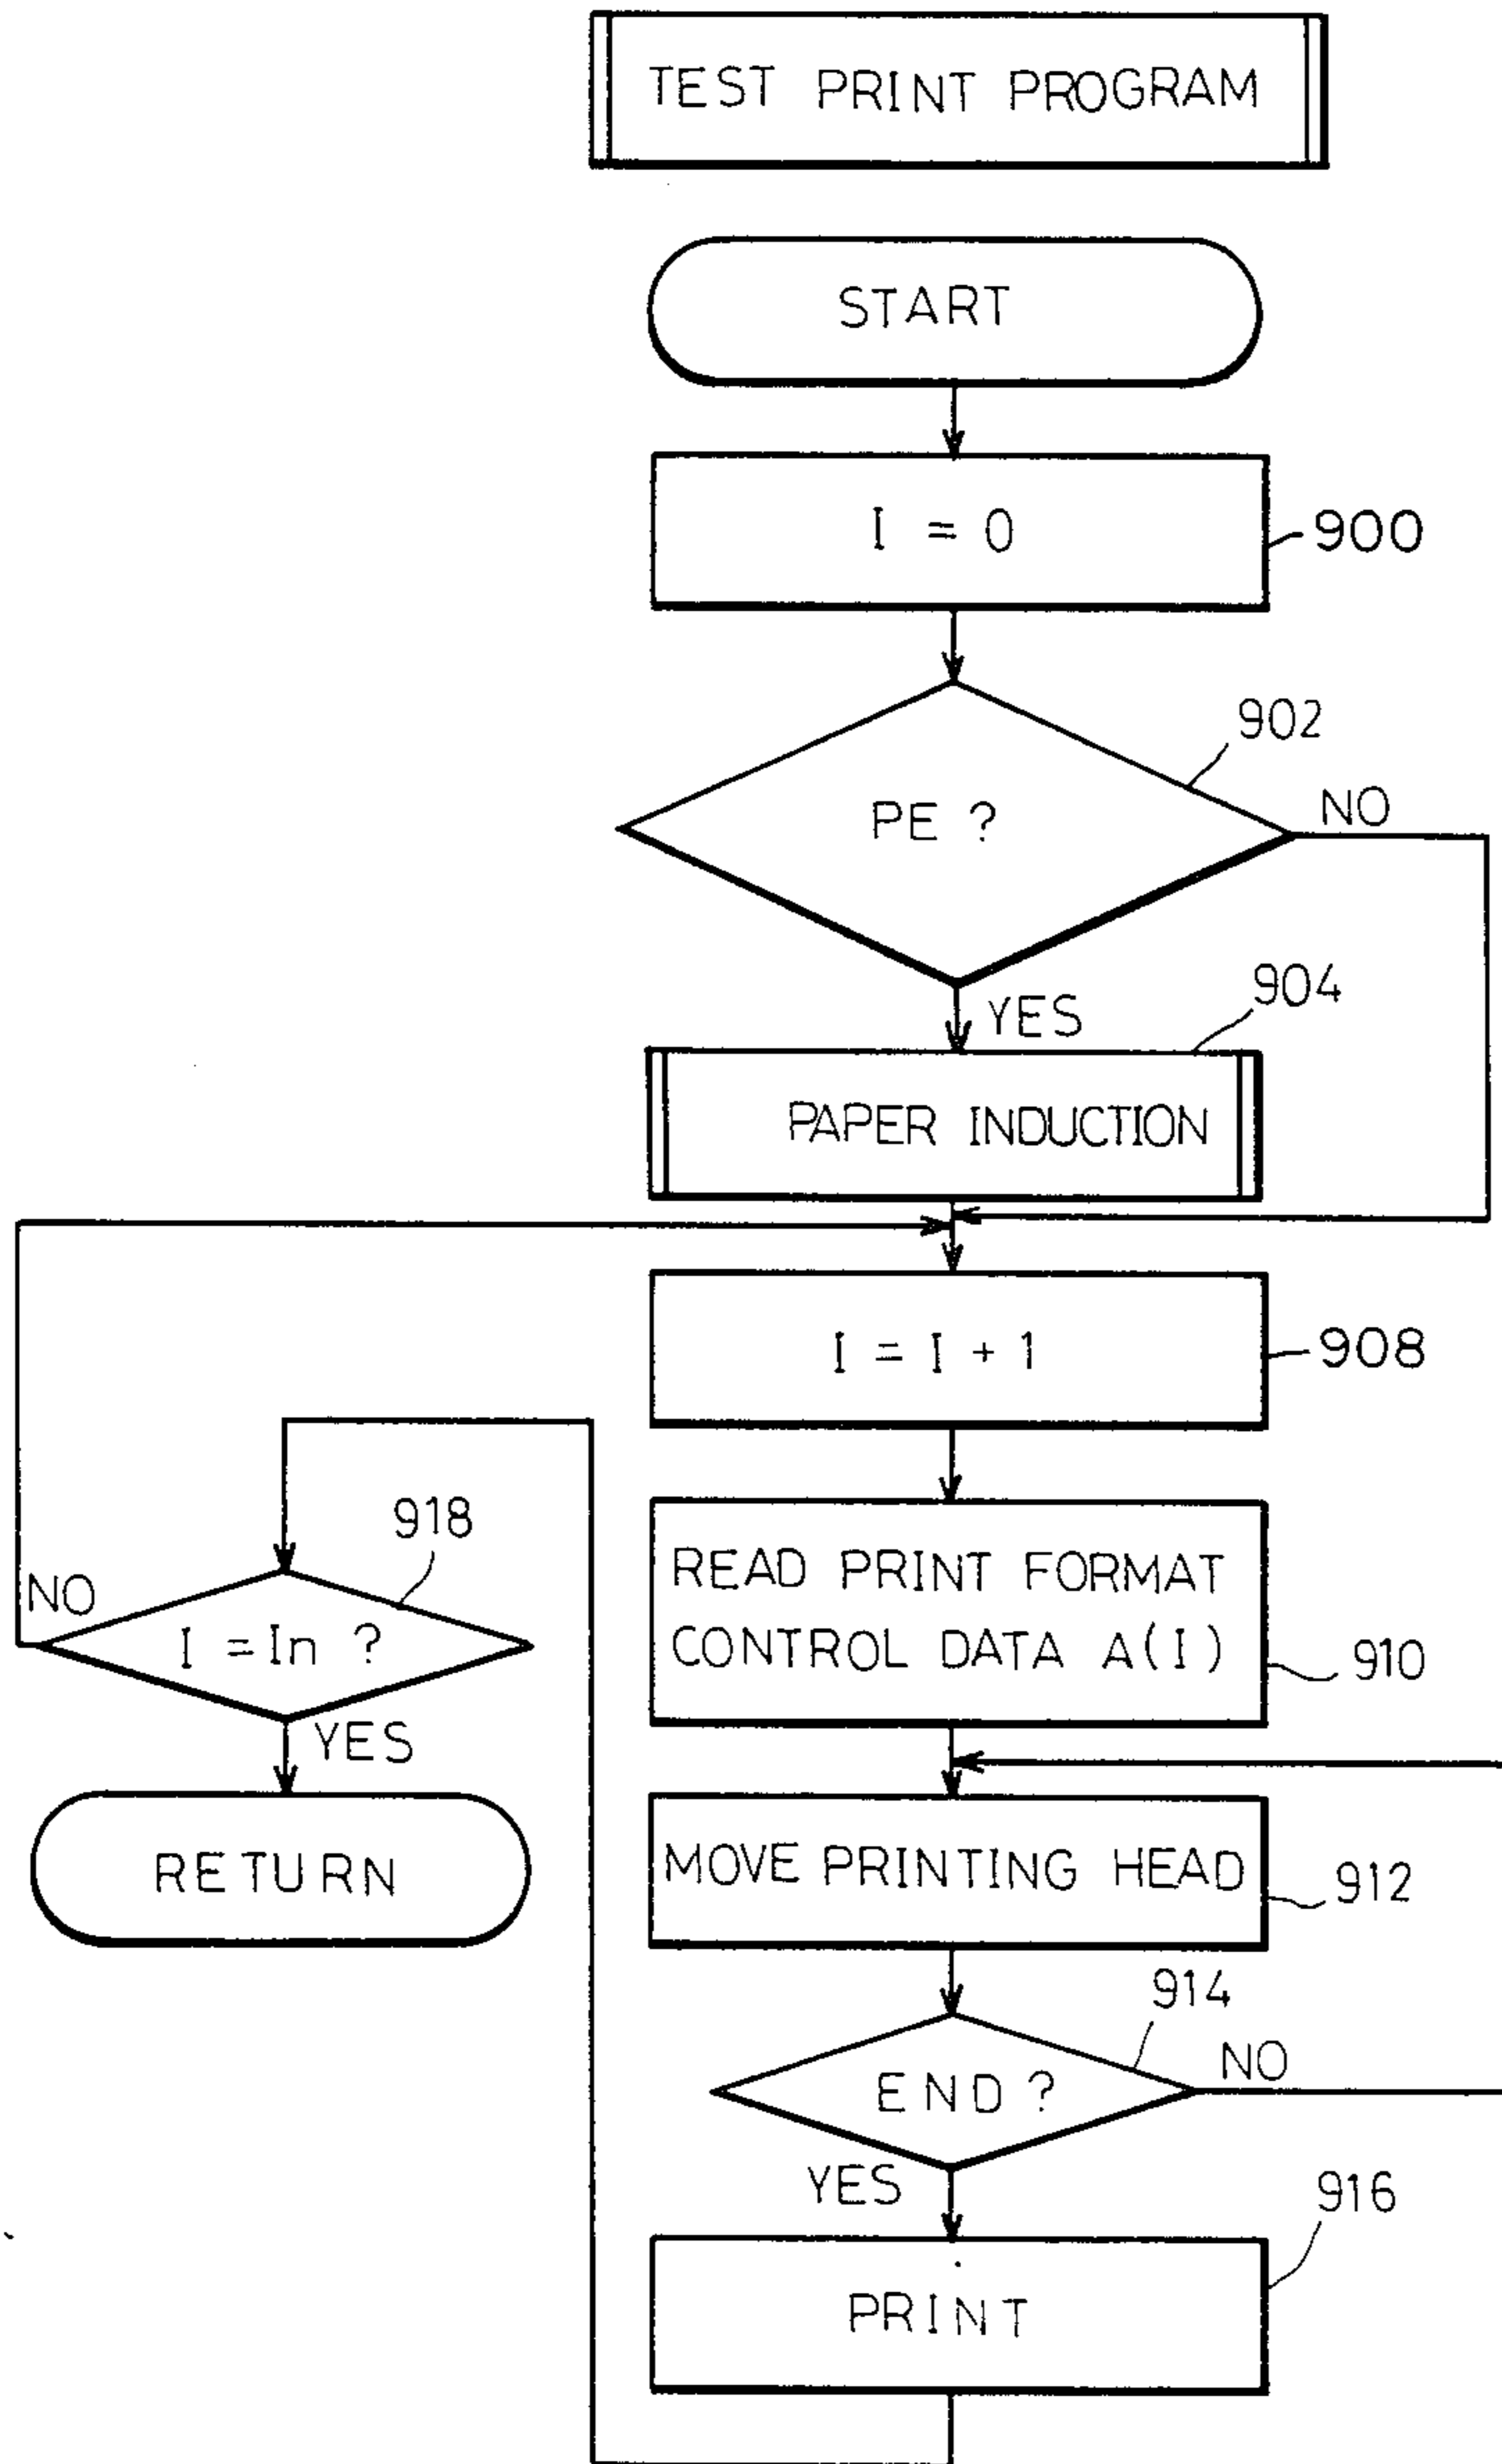 TEST PRINT PROGRAM
START
I = 0
900
902
PE ?
NO
YES
904
PAPER INDUCTION
I = I + 1
908
READ PRINT FORMAT
CONTROL DATA A(I)
910
MOVE PRINTING HEAD
912
914
END ?
NO
YES
916
PRINT
918
NO
I = In ?
YES
RETURN